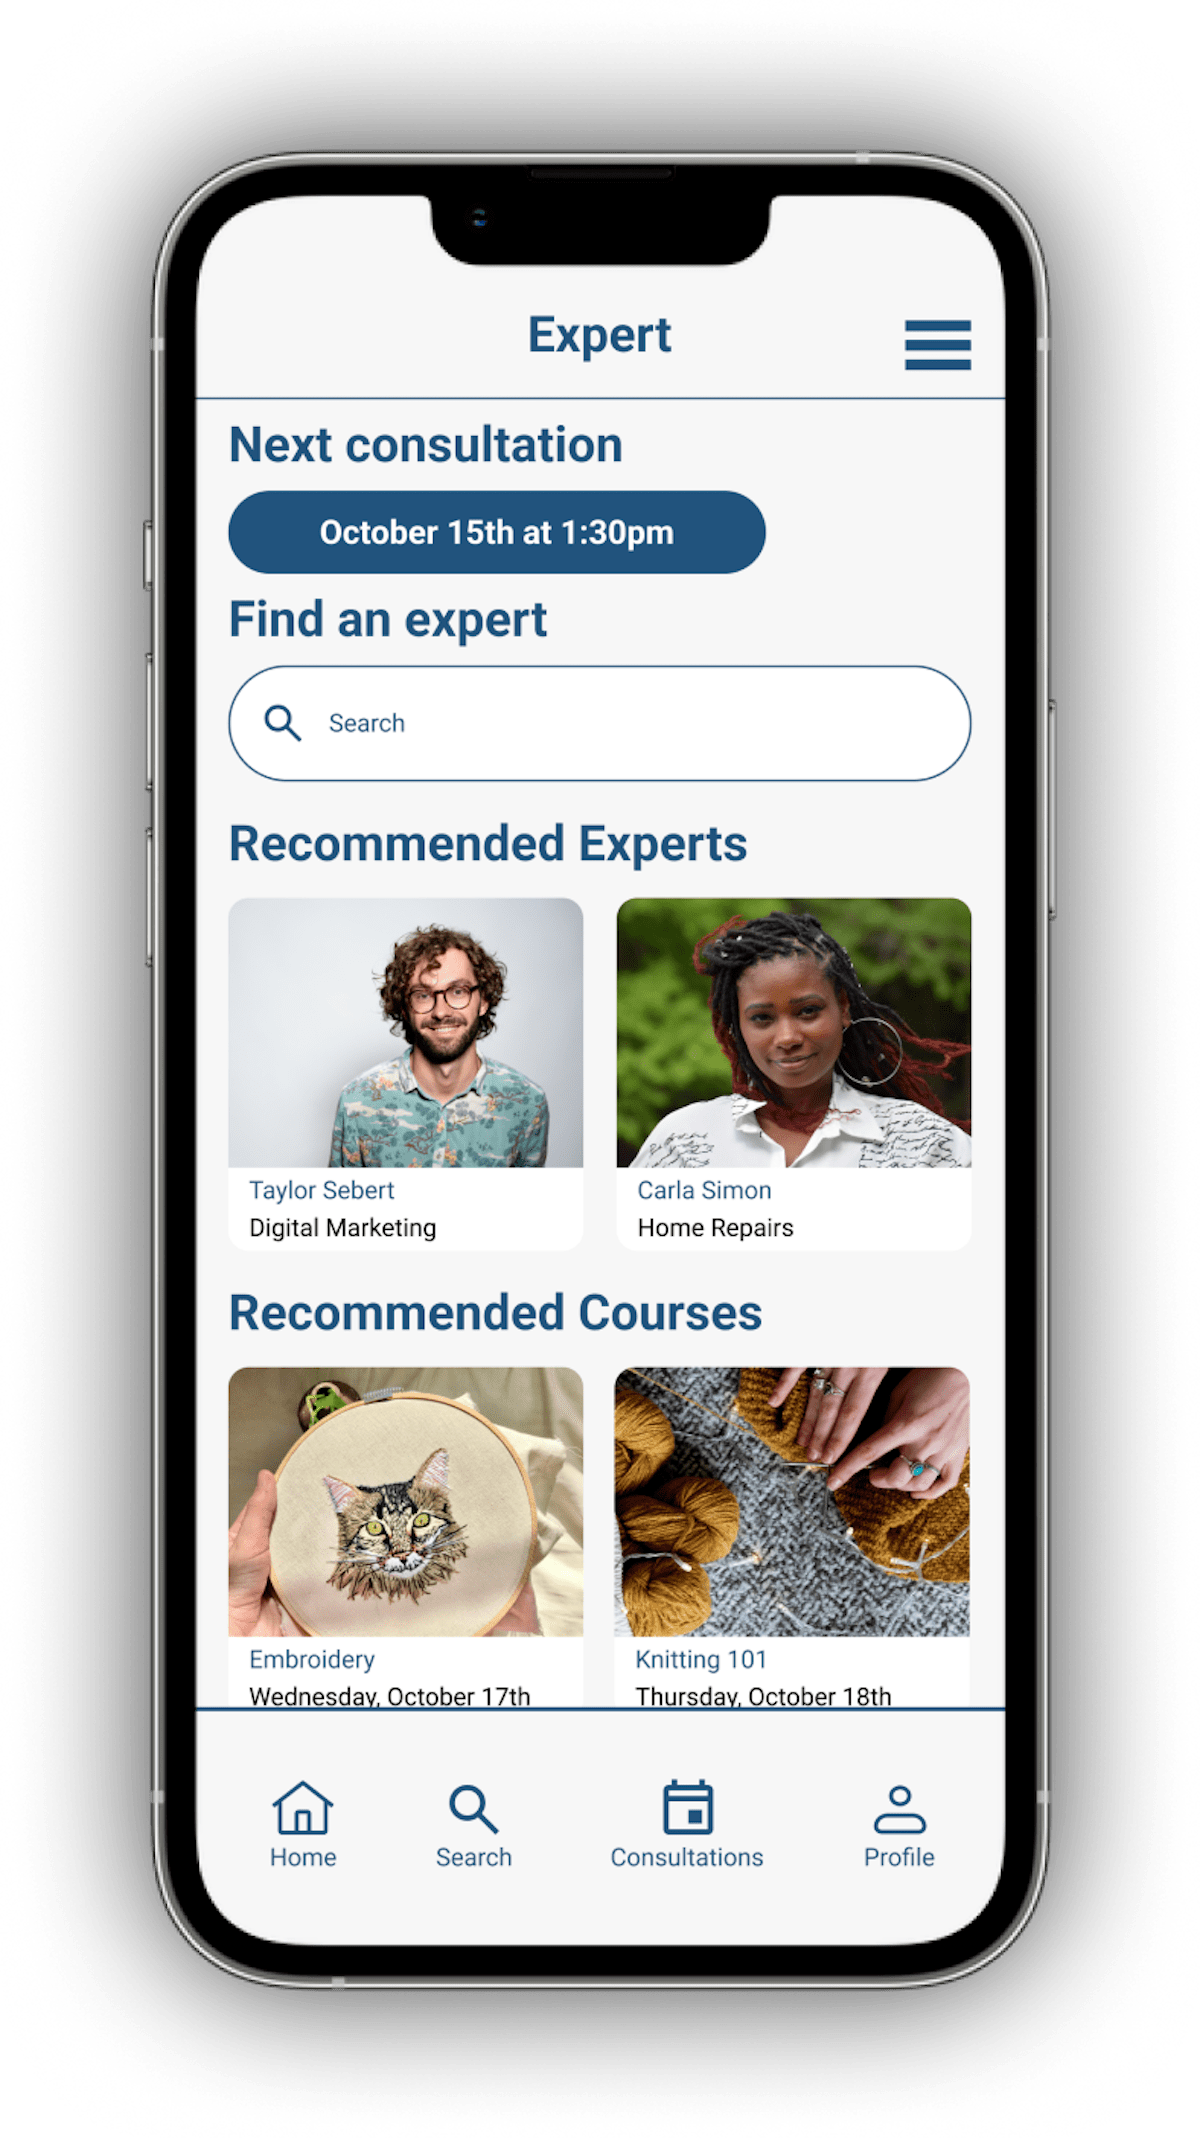 Expert
Next consultation
October 15th at 1:30pm
Find an expert
Search
Recommended Experts
Taylor Sebert
Digital Marketing
Carla Simon
Home Repairs
Recommended Courses
Embroidery
Wednesday, October 17th
Knitting 101
Thursday, October 18th
Home
Search
Consultations
Profile